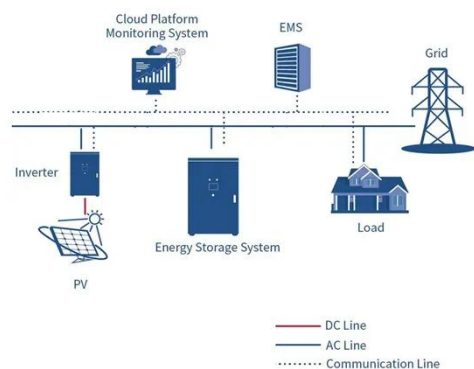 Cloud Platform
Monitoring System
EMS
Grid
Inverter
Energy Storage System
Load
PV
DC Line
AC Line
Communication Line